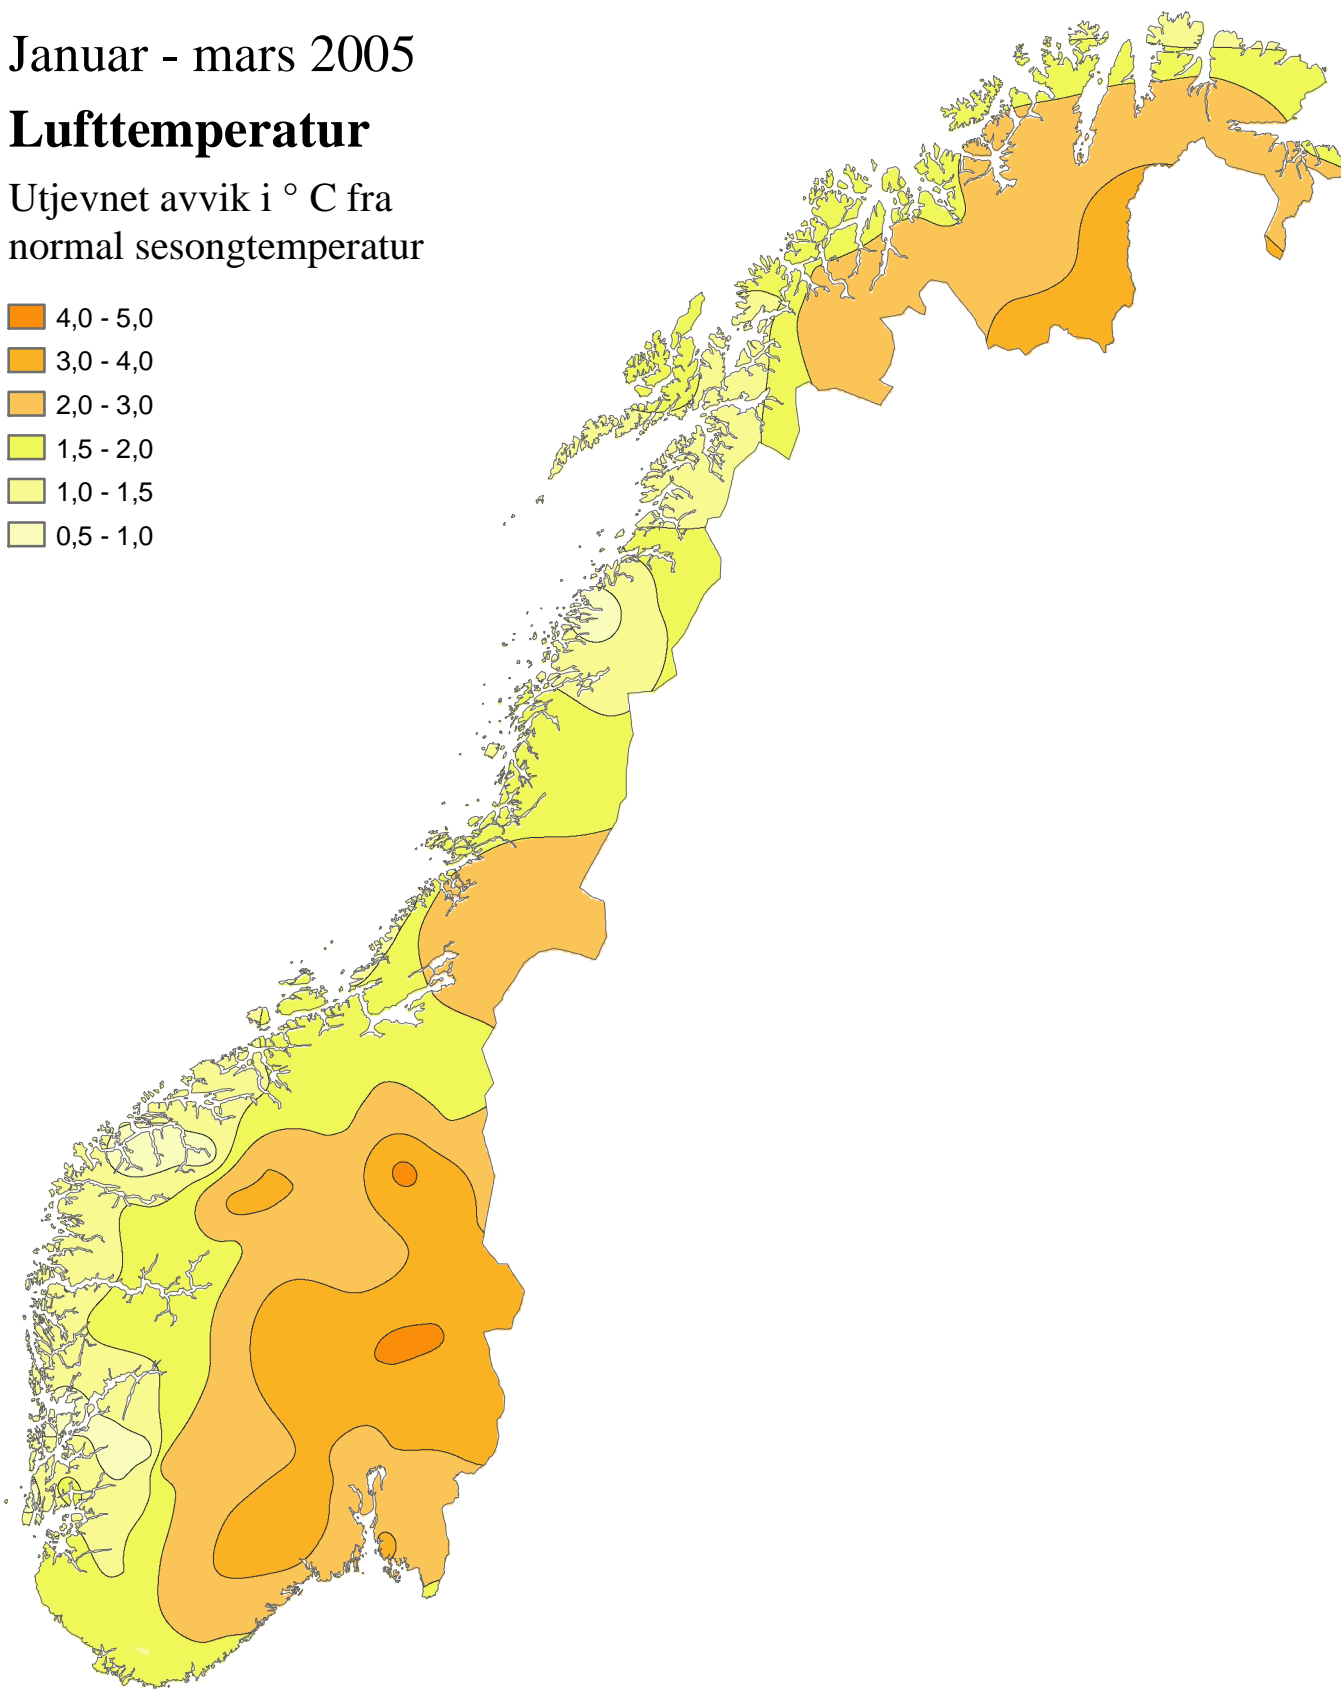 Januar - mars 2005
Lufttemperatur
Utjevnet avvik i ° C fra
normal sesongtemperatur
4,0 - 5,0
3,0 - 4,0
2,0 - 3,0
1,5 - 2,0
1,0 - 1,5
0,5 - 1,0